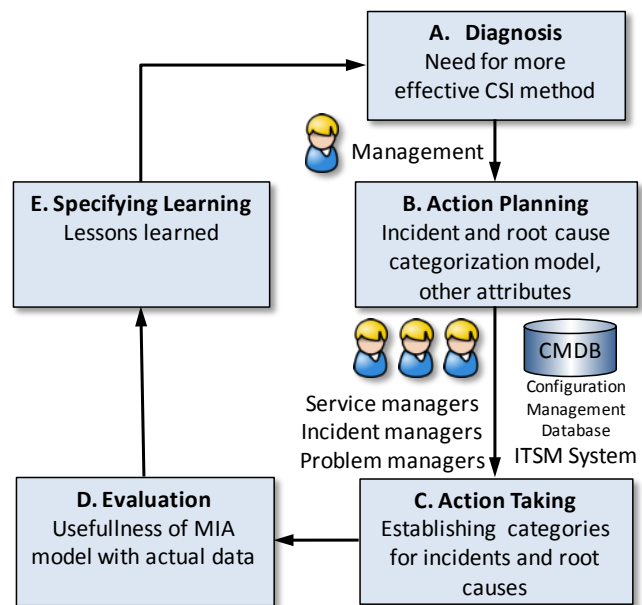 A. Diagnosis
Need for more
effective CSI method
Management
E. Specifying Learning
Lessons learned
B. Action Planning
Incident and root cause
categorization model,
other attributes
CMDB
Configuration
Management
Database
ITSM System
Service managers
Incident managers
Problem managers
D. Evaluation
Usefullness of MIA
model with actual data
C. Action Taking
Establishing categories
for incidents and root
causes